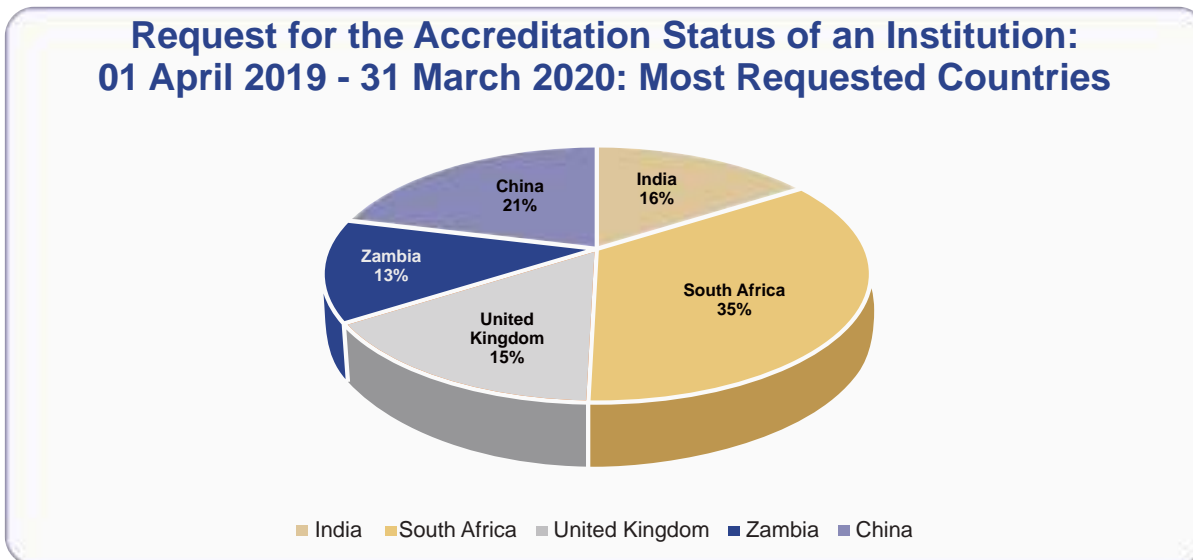 Request for the Accreditation Status of an Institution:
01 April 2019 - 31 March 2020: Most Requested Countries
China
21%
India
16%
Zambia
13%
South Africa
35%
United
Kingdom
15%
India South Africa United Kingdom Zambia China